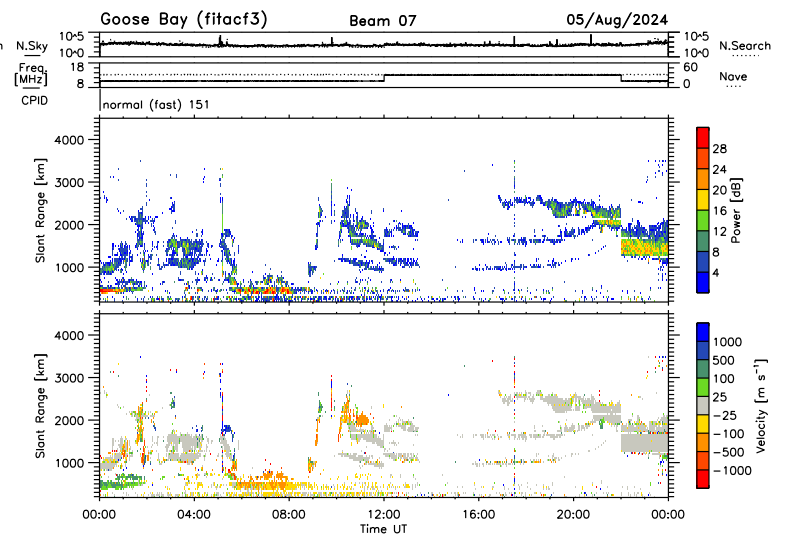 Goose Bay (fitacf3) Beam 07 05/Aug/2024
n N.Sky 10^5 10^0 10^5 10^0 N.Search
Freq. [MHz] 18 8 60 0 Nave
CPID normal (fast) 151
Slant Range [km]
4000
3000
2000
1000
Power [dB]
28
24
20
16
12
8
4
Slant Range [km]
4000
3000
2000
1000
Velocity [m s⁻¹]
1000
500
100
25
-25
-100
-500
-1000
00:00 04:00 08:00 12:00 16:00 20:00 00:00
Time UT